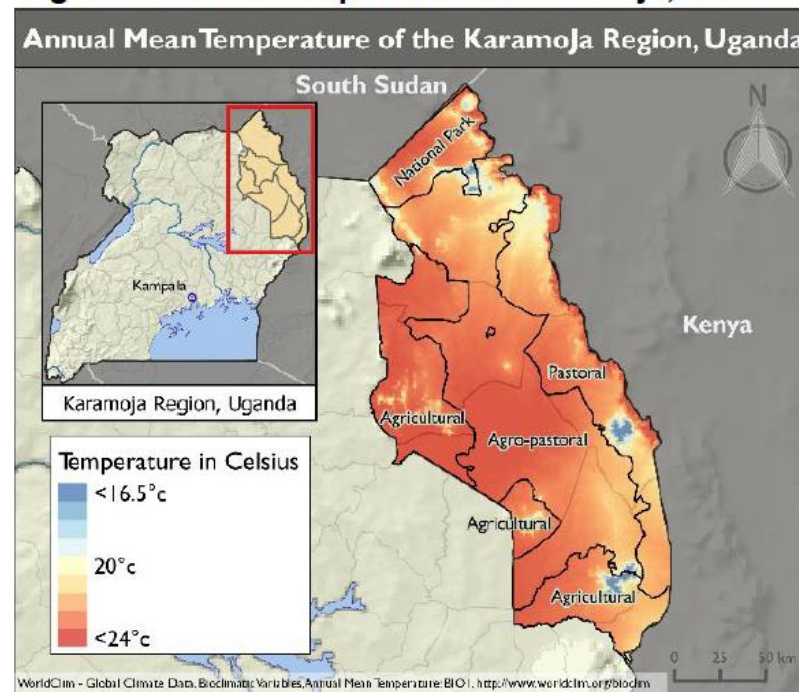 Annual Mean Temperature of the KaramoJa Region, Uganda
South Sudan
N
National Park
Kampala
Kenya
Karamoja Region, Uganda
Pastoral
Agricultural
Agro-pastoral
Temperature in Celsius
<16.5°c
Agricultural
20°c
Agricultural
<24°c
0 25 50 km
WorldClim - Global Climate Data. Bioclimatic Variables, Annual Mean Temperature: BIO1. http://www.worldclim.org/bioclim